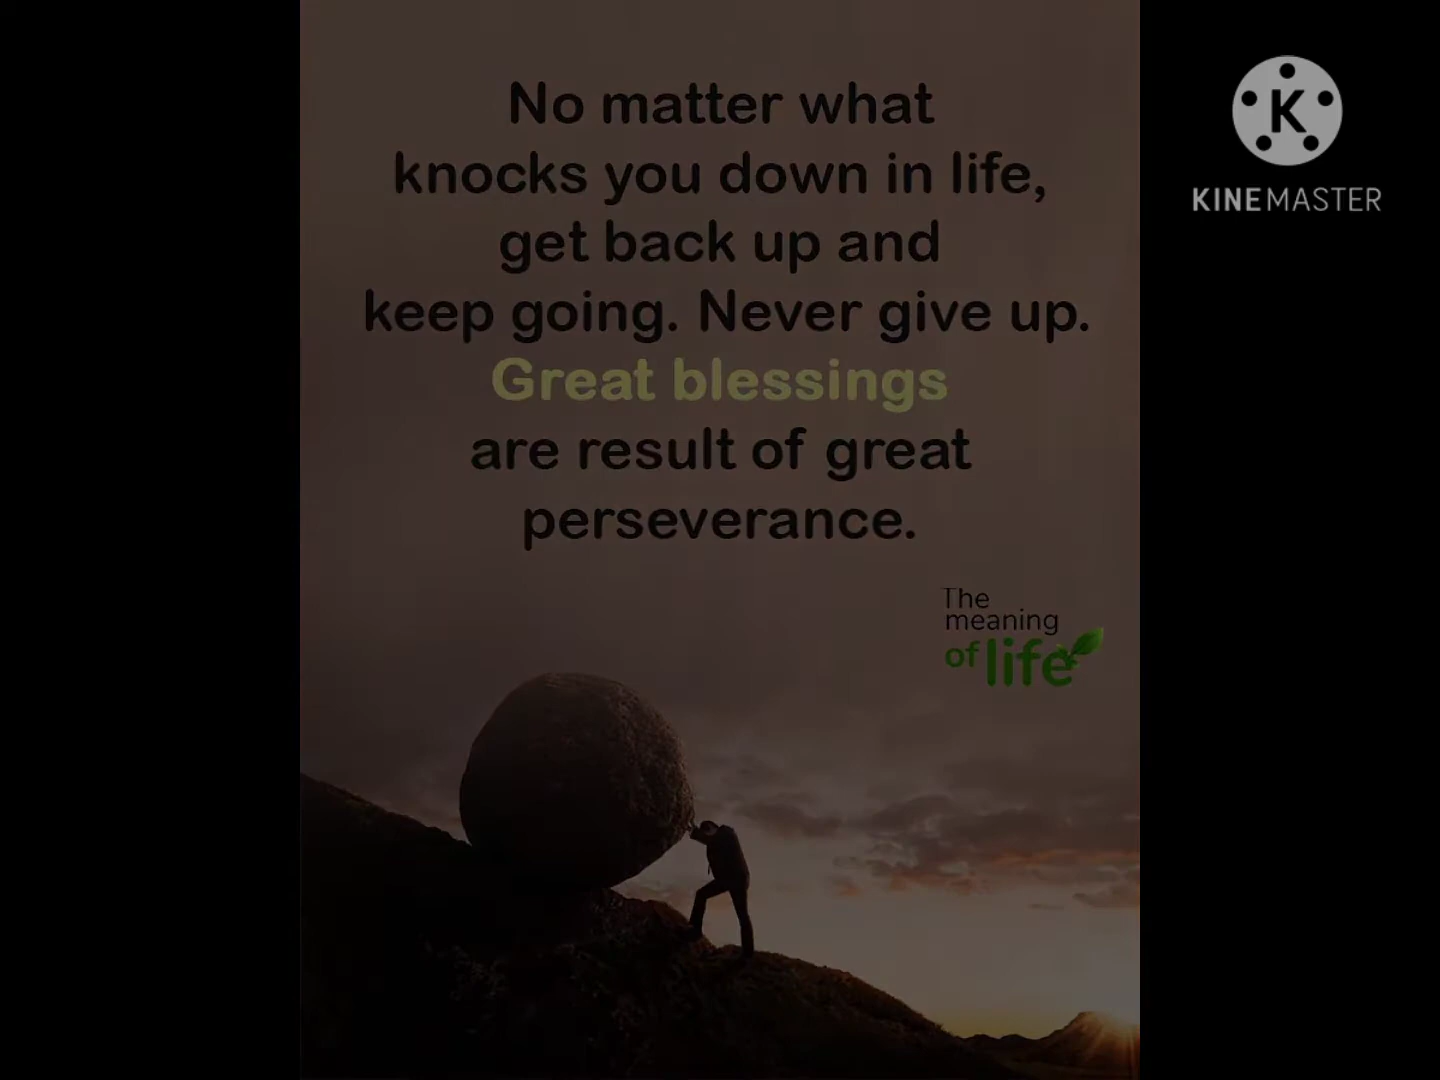 No matter what
knocks you down in life,
get back up and
keep going. Never give up.
Great blessings
are result of great
perseverance.
The
meaning
of life
K
KINEMASTER